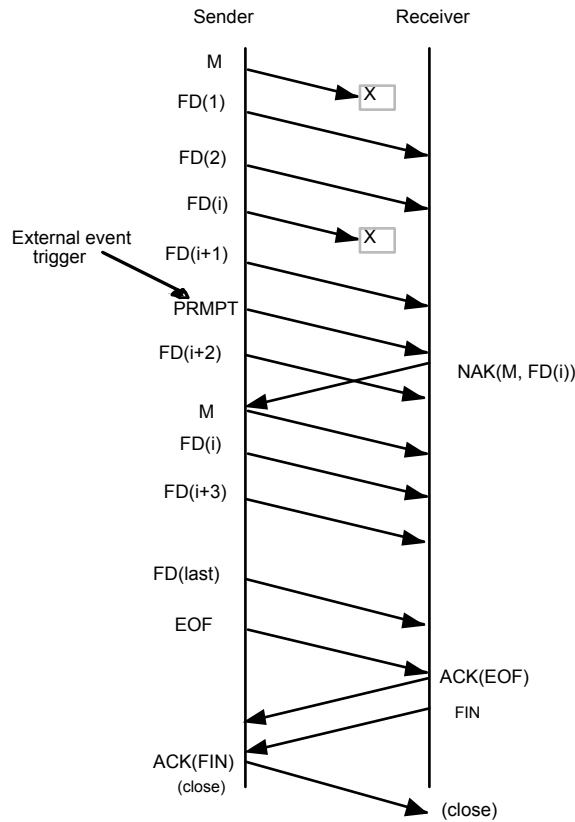 Sender
Receiver
M
X
FD(1)
FD(2)
FD(i)
X
External event
trigger
FD(i+1)
PRMPT
FD(i+2)
NAK(M, FD(i))
M
FD(i)
FD(i+3)
FD(last)
EOF
ACK(EOF)
FIN
ACK(FIN)
(close)
(close)